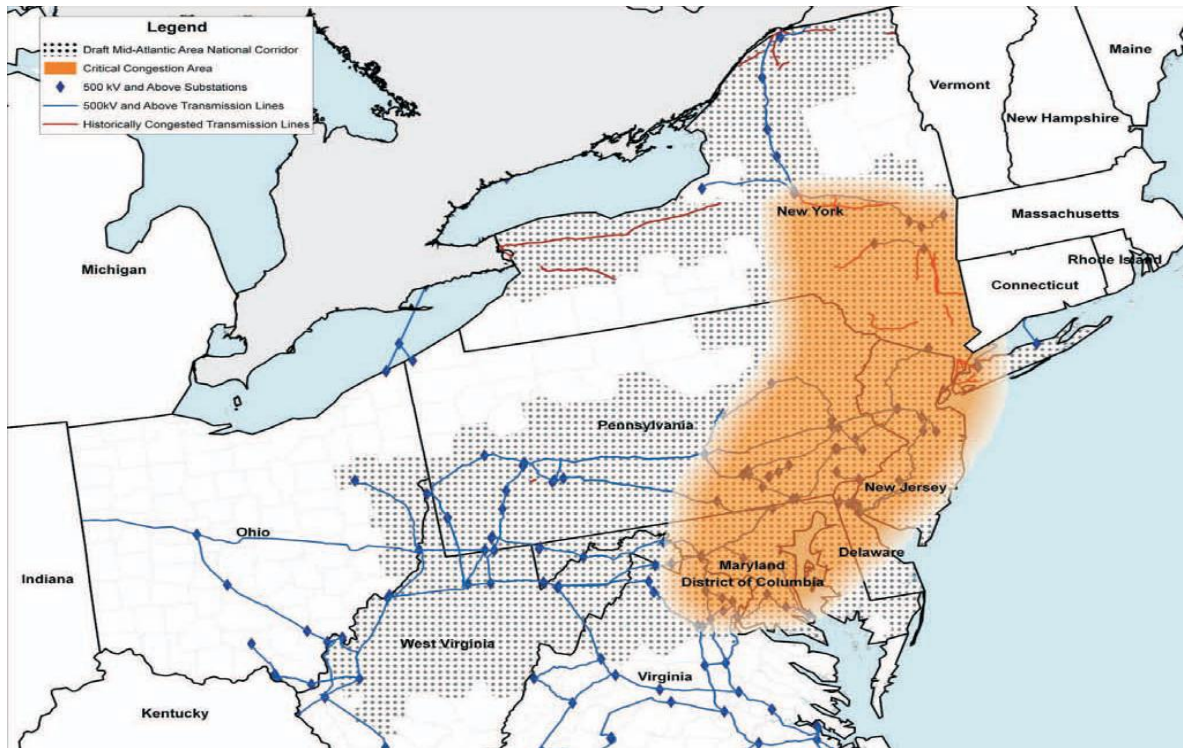 Legend
Draft Mid-Atlantic Area National Corridor
Critical Congestion Area
500 kV and Above Substations
500kV and Above Transmission Lines
Historically Congested Transmission Lines
Maine
Vermont
New Hampshire
New York
Massachusetts
Rhode Island
Connecticut
Michigan
Pennsylvania
New Jersey
Ohio
Delaware
Maryland
District of Columbia
Indiana
West Virginia
Virginia
Kentucky